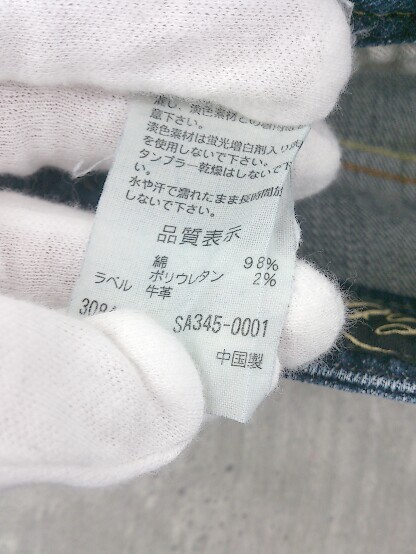 淡色素材は蛍光増白剤入り
を使用しないで下さい。
タンブラー乾燥はしないで下
い。
水や汗で濡れたまま長時間放
しないで下さい。
品質表示
綿 98%
ポリウレタン 2%
ラベル 牛革
SA345-0001
中国製